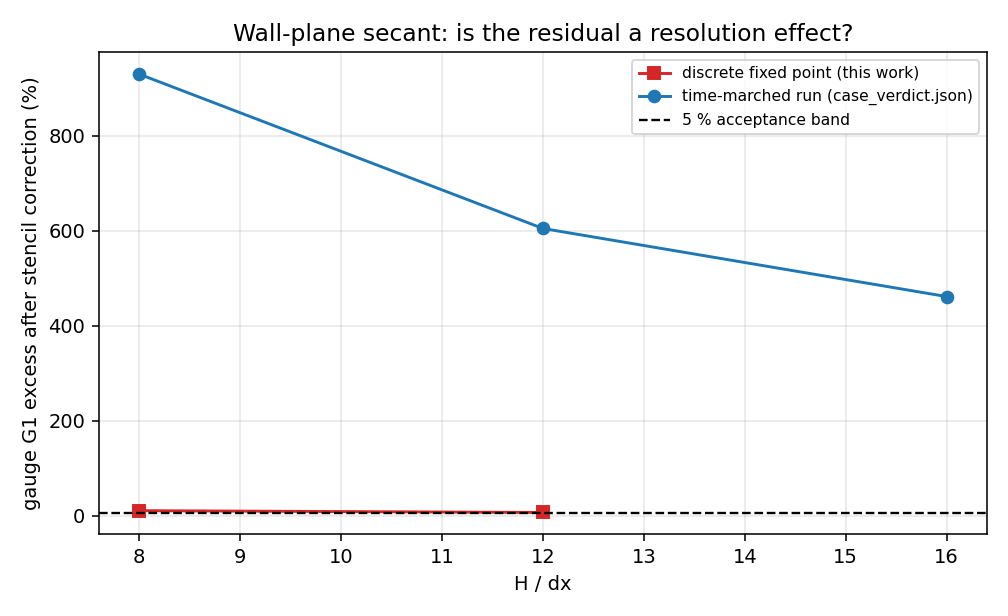 Wall-plane secant: is the residual a resolution effect?
discrete fixed point (this work)
time-marched run (case_verdict.json)
5 % acceptance band
gauge G1 excess after stencil correction (%)
800
600
400
200
0
8 9 10 11 12 13 14 15 16
H / dx